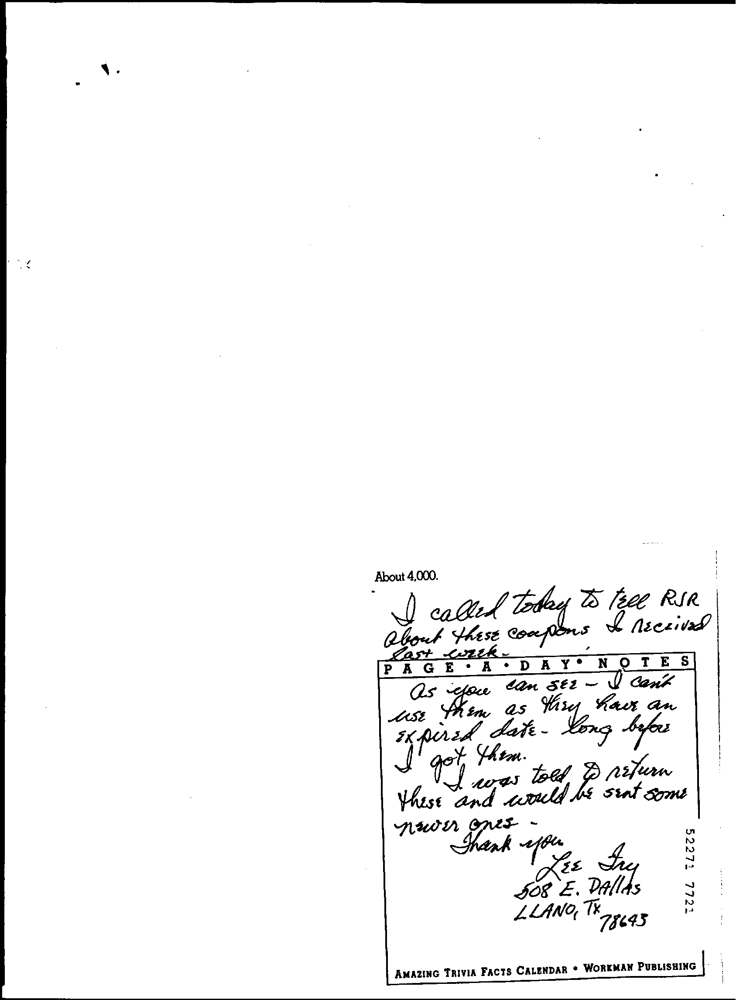 About 4,000.
I called today to tell RJR
about these coupons I received
last week -
PAGE • A • DAY • NOTES
As you can see - I can't
use them as they have an
expired date - long before
I got them.
I was told to return
these and would be sent some
newer ones -
Thank you
Lee Fry
508 E. DAllas
LLANO, TX
78643
52271 7721
AMAZING TRIVIA FACTS CALENDAR • WORKMAN PUBLISHING